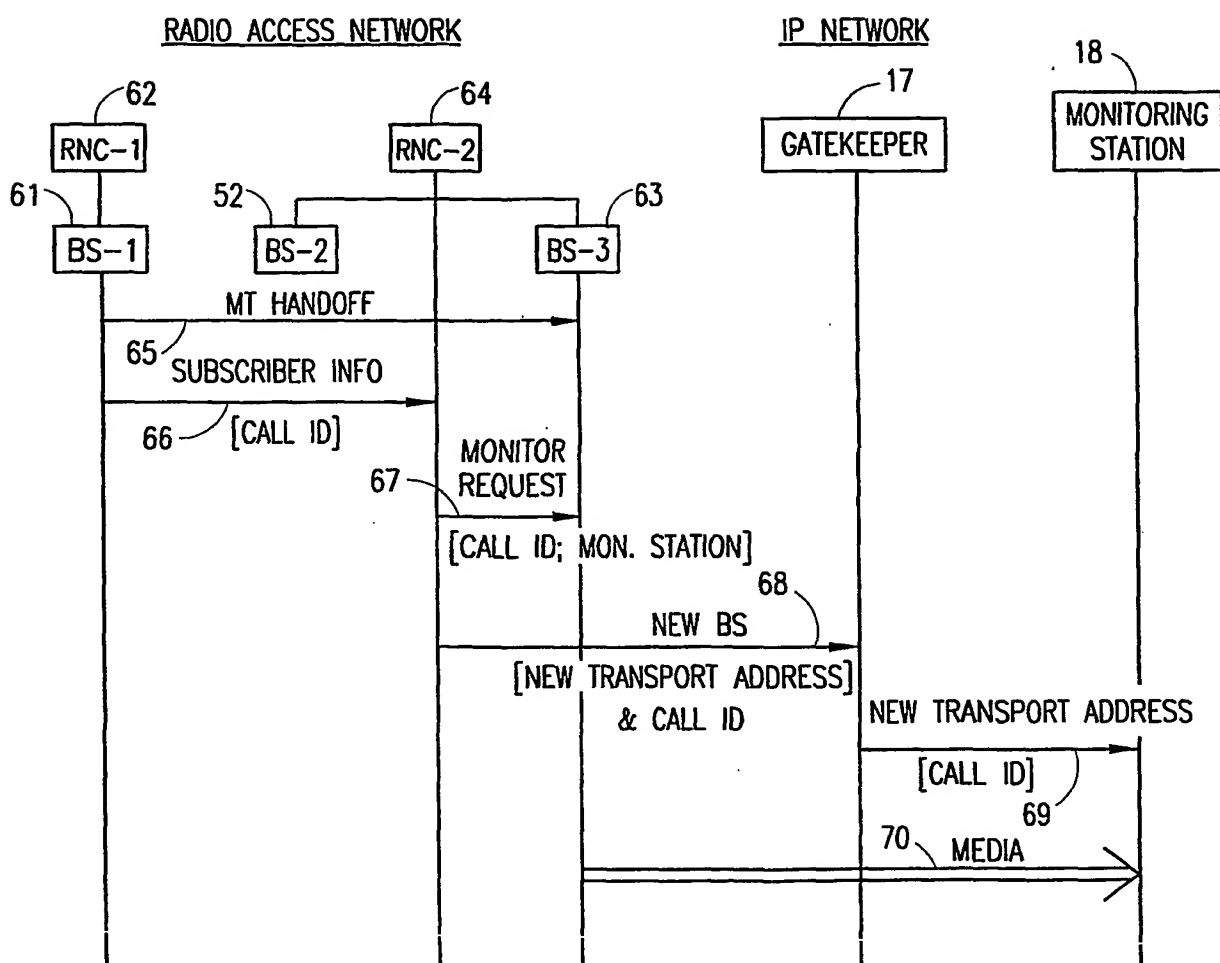 RADIO ACCESS NETWORK
IP NETWORK
62
64
17
18
RNC-1
RNC-2
GATEKEEPER
MONITORING
STATION
61
52
63
BS-1
BS-2
BS-3
MT HANDOFF
65
SUBSCRIBER INFO
66
[CALL ID]
MONITOR
REQUEST
67
[CALL ID; MON. STATION]
68
NEW BS
[NEW TRANSPORT ADDRESS]
& CALL ID
NEW TRANSPORT ADDRESS
[CALL ID]
69
70
MEDIA